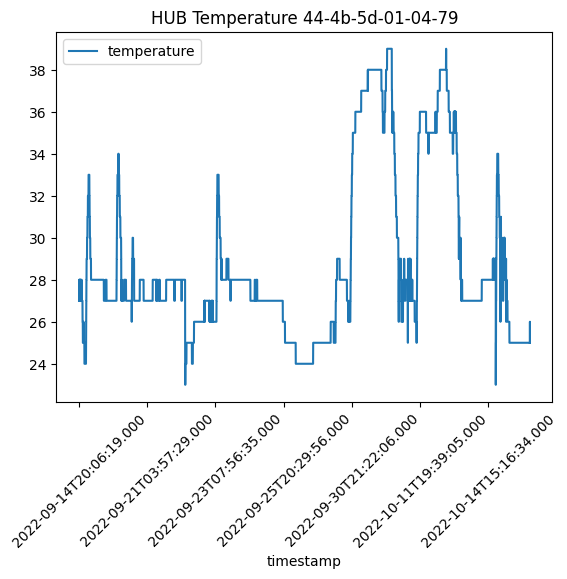 HUB Temperature 44-4b-5d-01-04-79
temperature
38
36
34
32
30
28
26
24
2022-09-14T20:06:19.000
2022-09-21T03:57:29.000
2022-09-23T07:56:35.000
2022-09-25T20:29:56.000
2022-09-30T21:22:06.000
2022-10-11T19:39:05.000
2022-10-14T15:16:34.000
timestamp